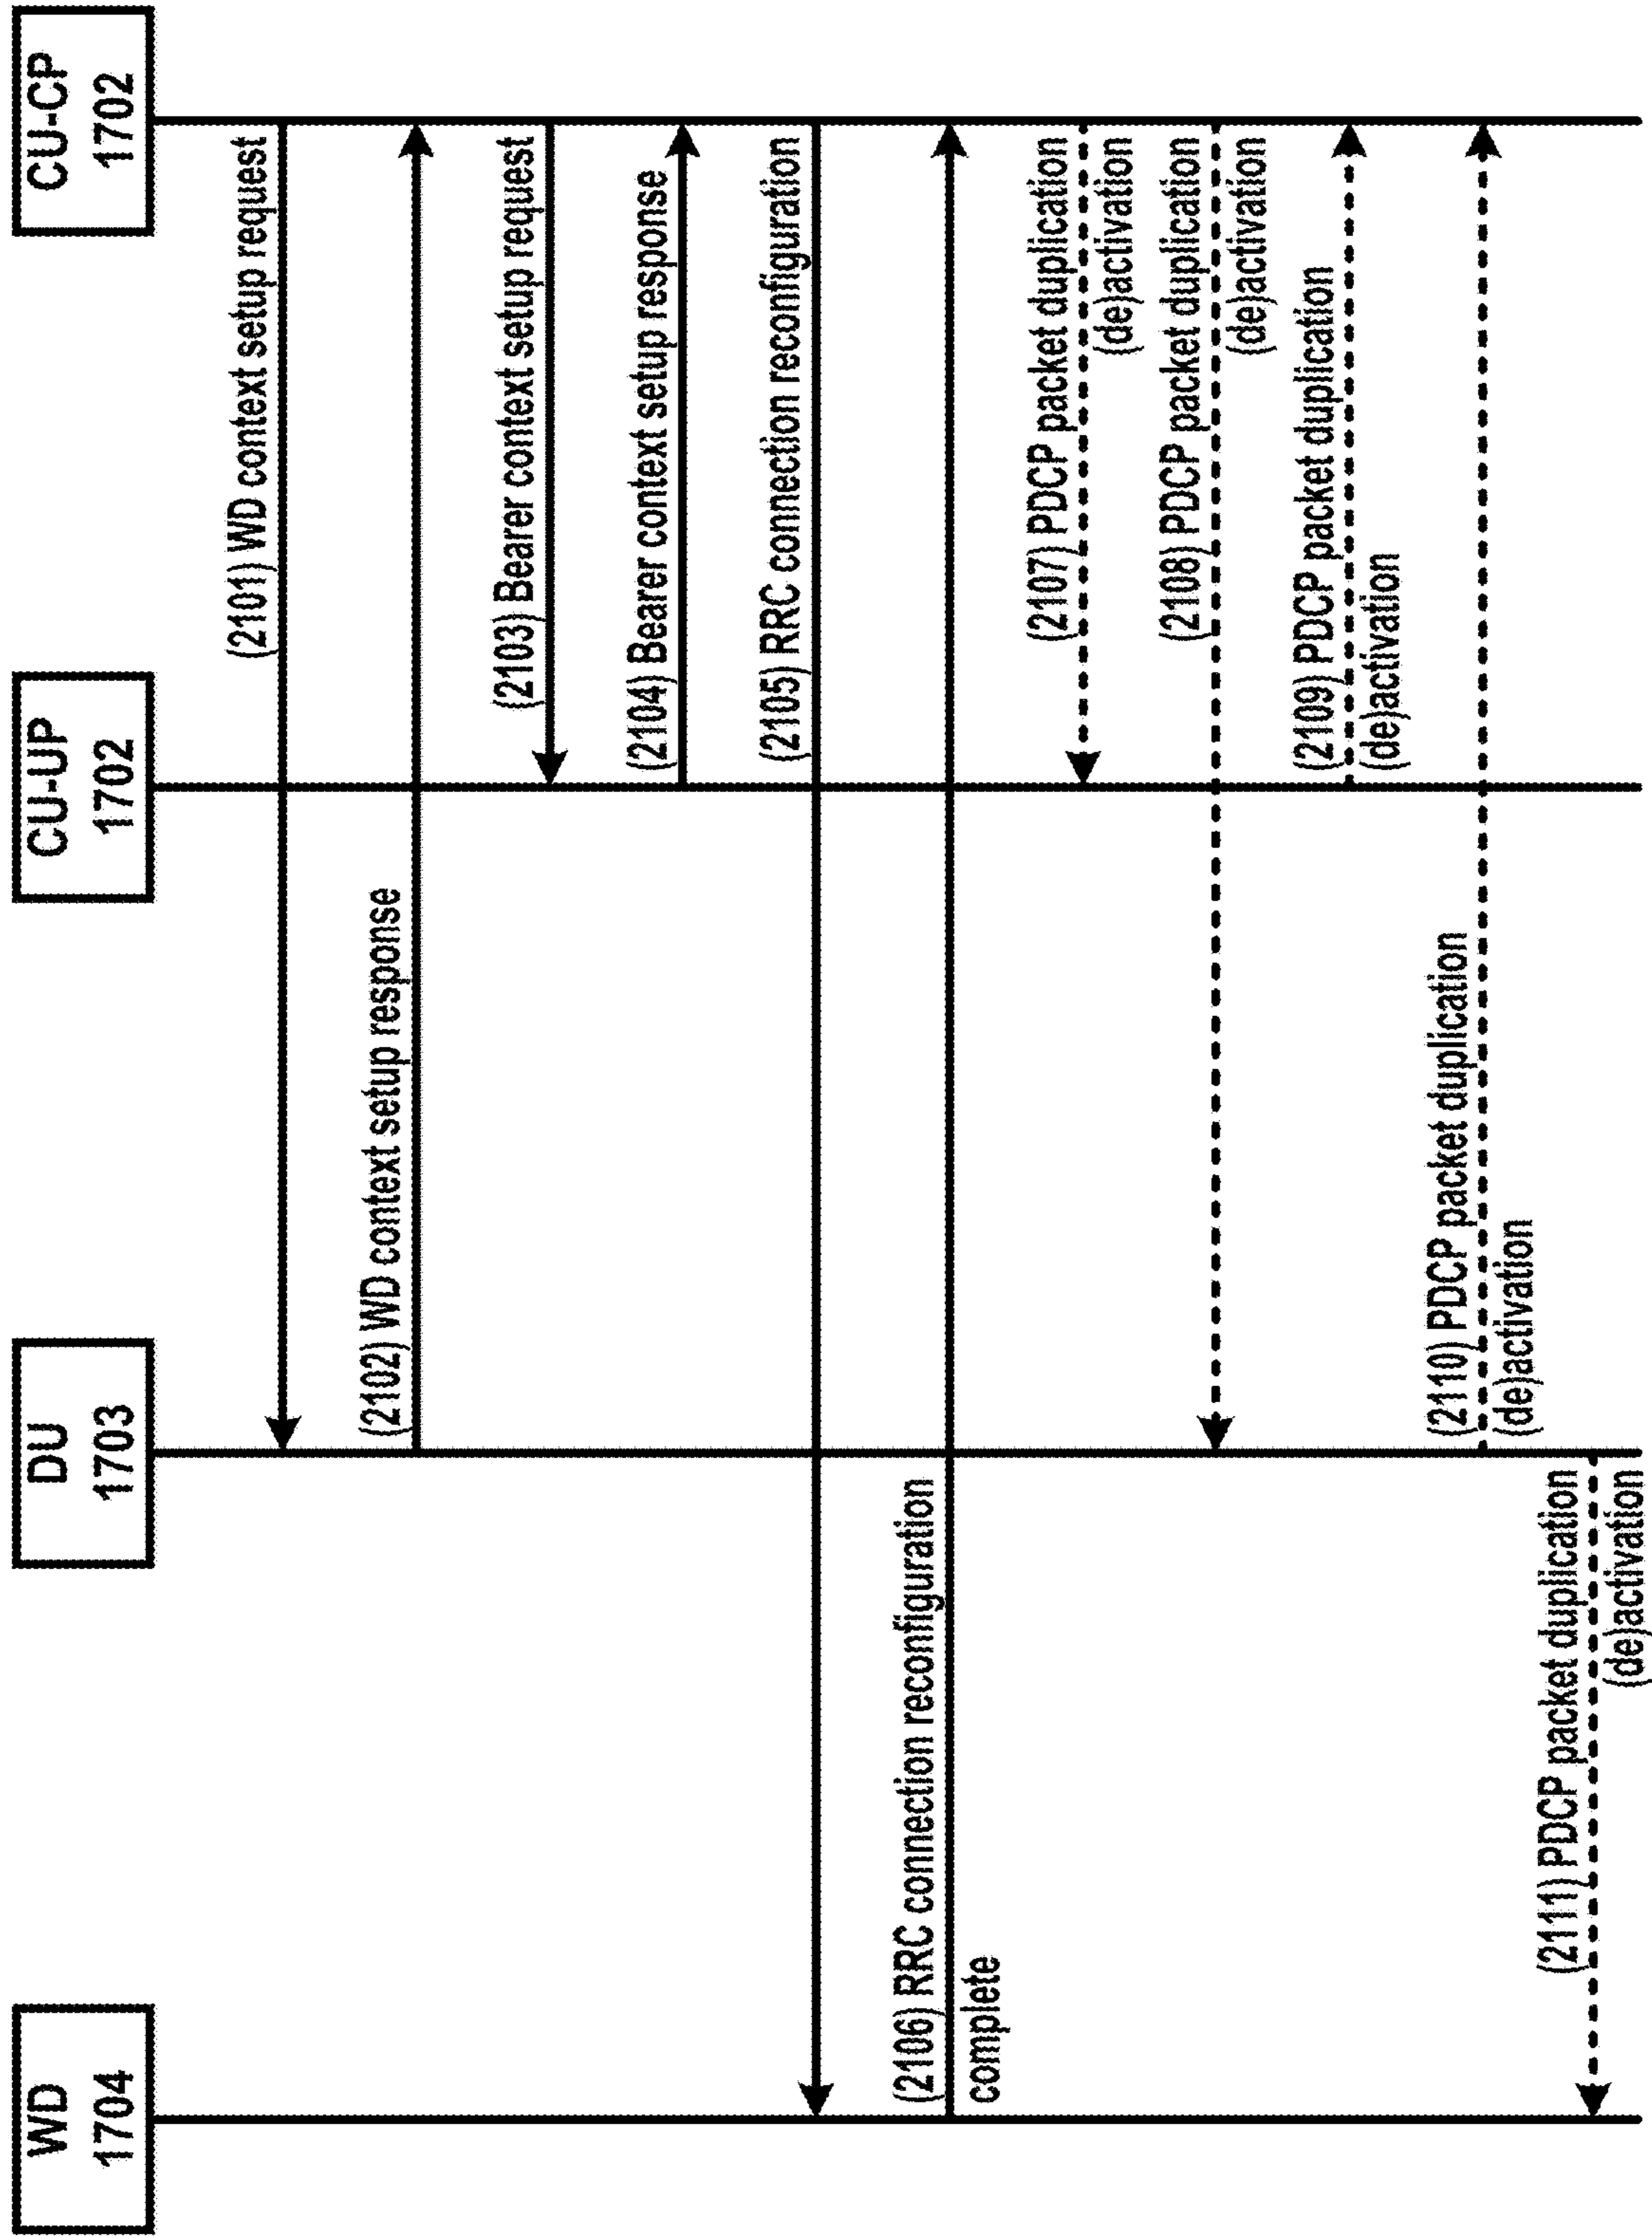 WD
1704
DU
1703
CU-UP
1702
CU-CP
1702
(2101) WD context setup request
(2102) WD context setup response
(2103) Bearer context setup request
(2104) Bearer context setup response
(2105) RRC connection reconfiguration
(2106) RRC connection reconfiguration
complete
(2107) PDCP packet duplication
(de)activation
(2108) PDCP packet duplication
(de)activation
(2109) PDCP packet duplication
(de)activation
(2110) PDCP packet duplication
(de)activation
(2111) PDCP packet duplication
(de)activation